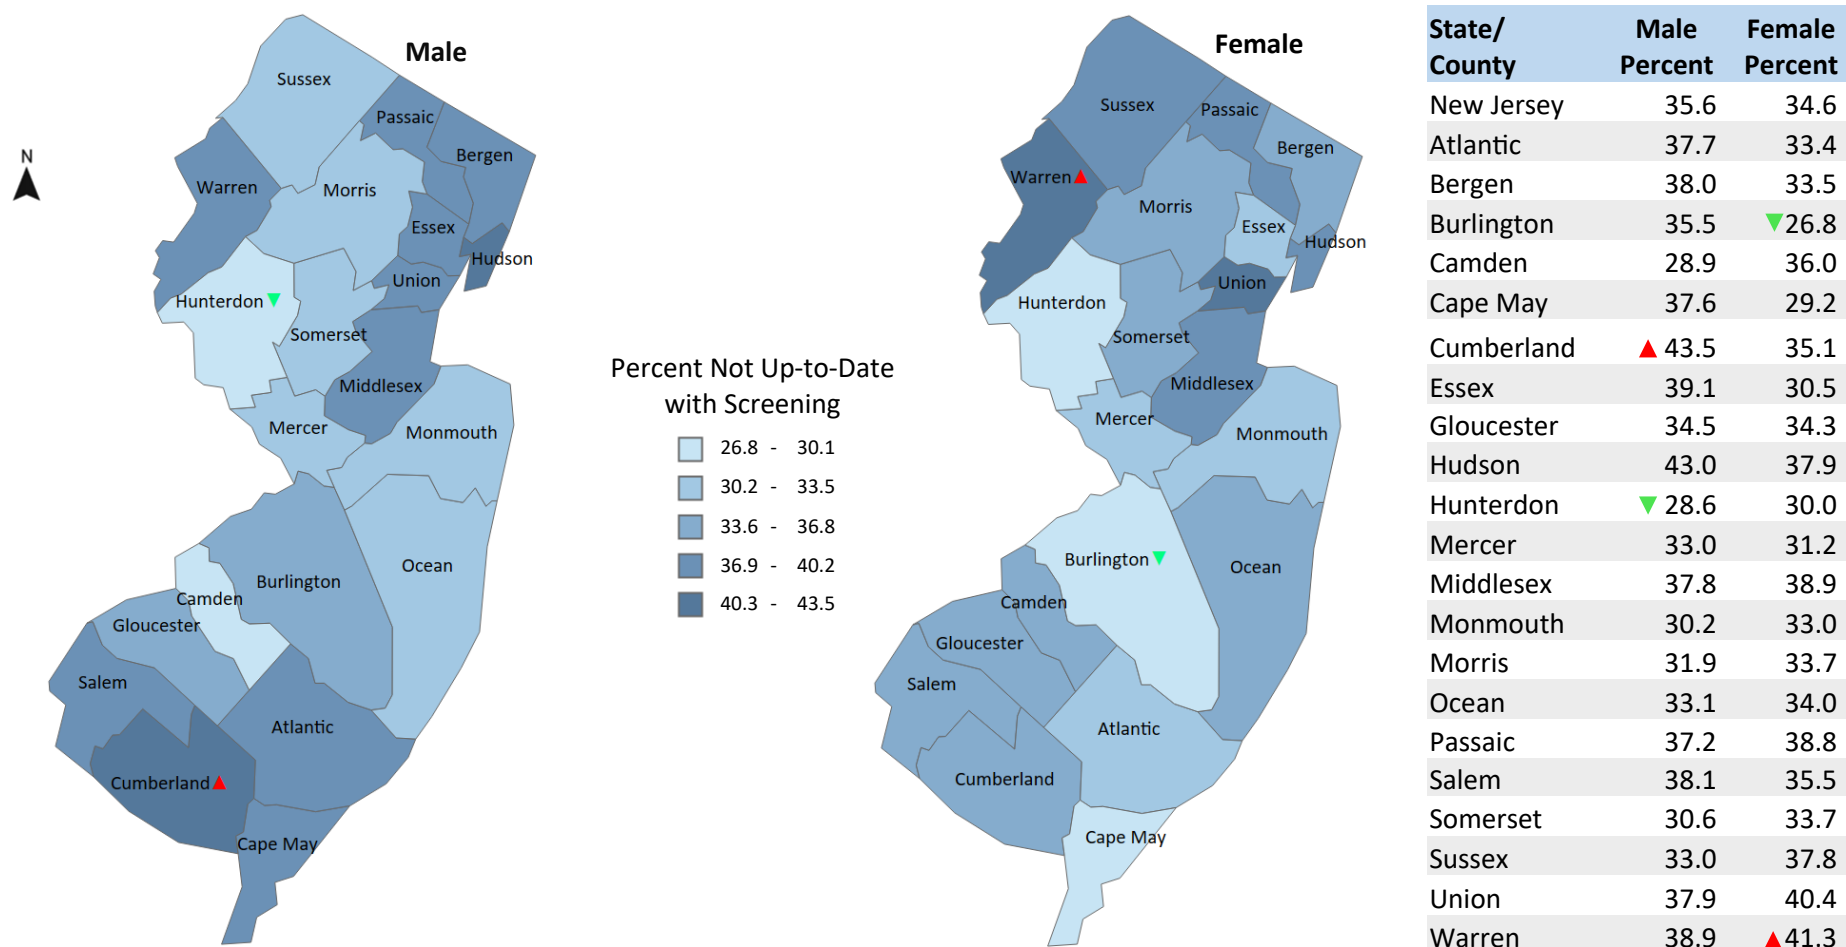 N
Male
Sussex
Passaic
Bergen
Warren
Morris
Essex
Hudson
Union
Hunterdon ▼
Somerset
Middlesex
Mercer
Monmouth
Ocean
Burlington
Camden
Gloucester
Salem
Atlantic
Cumberland ▲
Cape May
Percent Not Up-to-Date
with Screening
26.8 - 30.1
30.2 - 33.5
33.6 - 36.8
36.9 - 40.2
40.3 - 43.5
Female
Sussex
Passaic
Bergen
Warren ▲
Morris
Essex
Hudson
Union
Hunterdon
Somerset
Middlesex
Mercer
Monmouth
Burlington ▼
Ocean
Camden
Gloucester
Salem
Atlantic
Cumberland
Cape May
State/ Male Female
County Percent Percent
New Jersey 35.6 34.6
Atlantic 37.7 33.4
Bergen 38.0 33.5
Burlington 35.5 ▼26.8
Camden 28.9 36.0
Cape May 37.6 29.2
Cumberland ▲ 43.5 35.1
Essex 39.1 30.5
Gloucester 34.5 34.3
Hudson 43.0 37.9
Hunterdon ▼ 28.6 30.0
Mercer 33.0 31.2
Middlesex 37.8 38.9
Monmouth 30.2 33.0
Morris 31.9 33.7
Ocean 33.1 34.0
Passaic 37.2 38.8
Salem 38.1 35.5
Somerset 30.6 33.7
Sussex 33.0 37.8
Union 37.9 40.4
Warren 38.9 ▲41.3